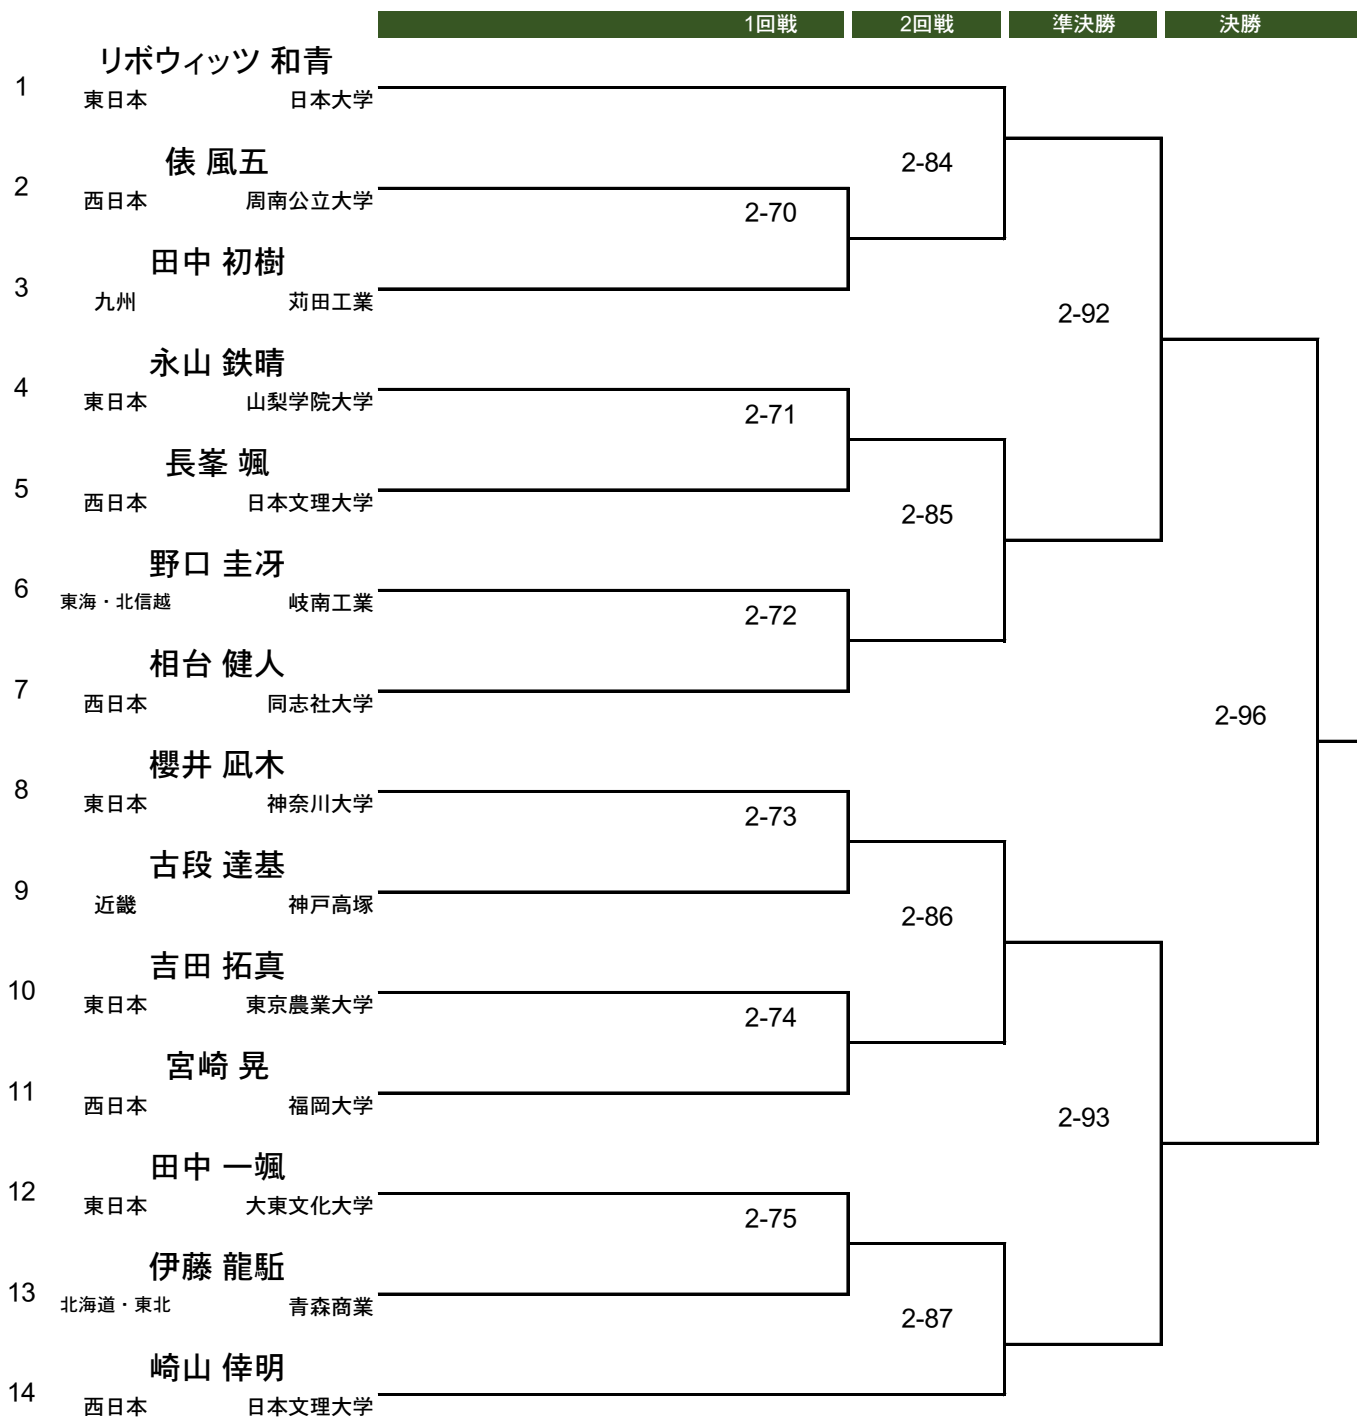 1回戦 2回戦 準決勝 決勝
リボウィッツ 和青
1 東日本 日本大学
俵 風五
2-84
2 西日本 周南公立大学
2-70
田中 初樹
3 九州 苅田工業
2-92
永山 鉄晴
4 東日本 山梨学院大学
2-71
長峯 颯
5 西日本 日本文理大学
2-85
野口 圭冴
6 東海・北信越 岐南工業
2-72
相台 健人
7 西日本 同志社大学
2-96
櫻井 凪木
8 東日本 神奈川大学
2-73
古段 達基
9 近畿 神戸高塚
2-86
吉田 拓真
10 東日本 東京農業大学
2-74
宮崎 晃
11 西日本 福岡大学
2-93
田中 一颯
12 東日本 大東文化大学
2-75
伊藤 龍駈
13 北海道・東北 青森商業
2-87
崎山 倖明
14 西日本 日本文理大学